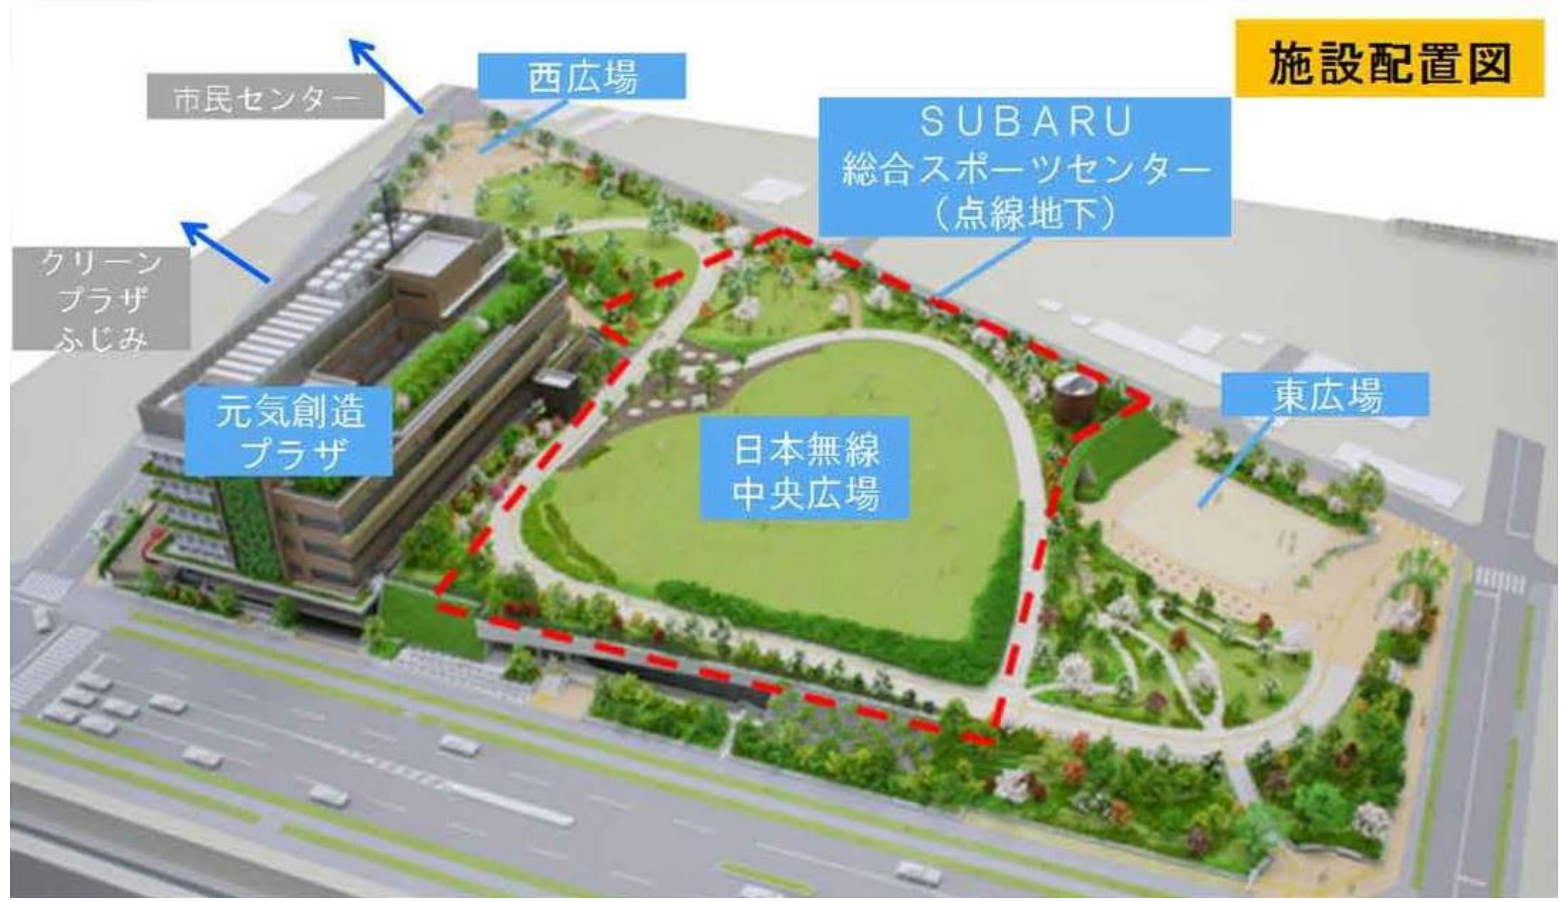 施設配置図
西広場
市民センター
ＳＵＢＡＲＵ
総合スポーツセンター
（点線地下）
クリーン
プラザ
ふじみ
東広場
元気創造
プラザ
日本無線
中央広場